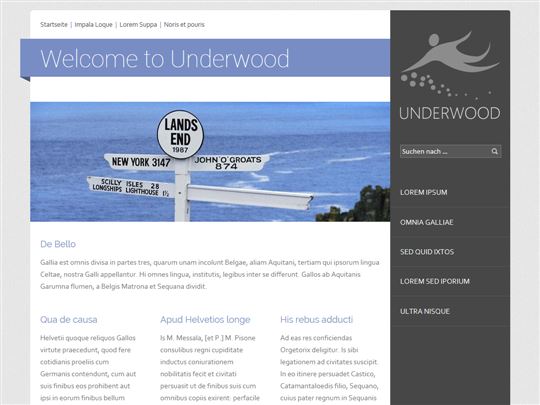 Startseite | Impala Loque | Lorem Suppa | Noris et pouris
Welcome to Underwood
UNDERWOOD
Suchen nach ...
LOREM IPSUM
OMNIA GALLIAE
SED QUID IXTOS
LOREM SED IPORIUM
ULTRA NISQUE
LANDS
END
1987
NEW YORK 3147
JOHN O'GROATS
874
SCILLY ISLES 28
LONGSHIPS LIGHTHOUSE 1½
De Bello
Gallia est omnis divisa in partes tres, quarum unam incolunt Belgae, aliam Aquitani, tertiam qui ipsorum lingua
Celtae, nostra Galli appellantur. Hi omnes lingua, institutis, legibus inter se differunt. Gallos ab Aquitanis
Garumna flumen, a Belgis Matrona et Sequana dividit.
Qua de causa
Helvetii quoque reliquos Gallos
virtute praecedunt, quod fere
cotidianis proeliis cum
Germanis contendunt, cum aut
suis finibus eos prohibent aut
ipsi in eorum finibus bellum
Apud Helvetios longe
Is M. Messala, [et P.] M. Pisone
consulibus regni cupiditate
inductus coniurationem
nobilitatis fecit et civitati
persuasit ut de finibus suis cum
omnibus copiis exirent: perfacile
His rebus adducti
Ad eas res conficiendas
Orgetorix deligitur. Is sibi
legationem ad civitates suscipit.
In eo itinere persuadet Castico,
Catamantaloedis filio, Sequano,
cuius pater regnum in Sequanis